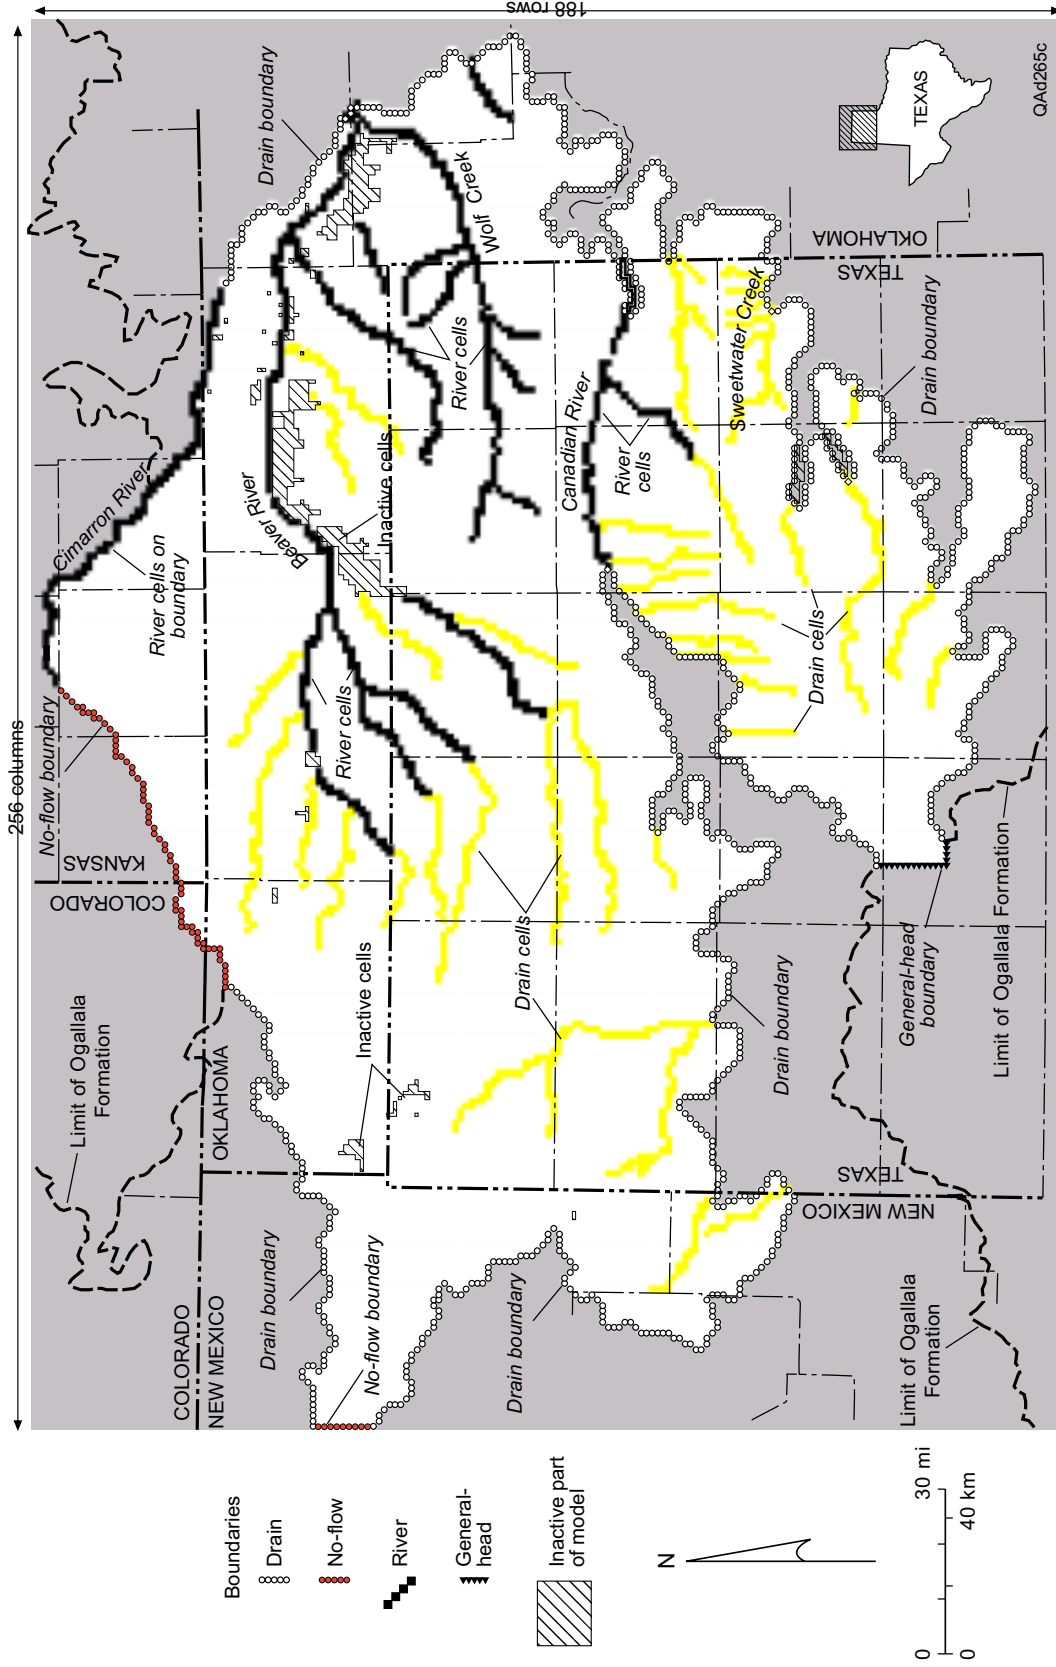 256 columns
188 rows
Cimarron River
River cells on
boundary
No-flow boundary
KANSAS
COLORADO
Limit of Ogallala
Formation
OKLAHOMA
COLORADO
NEW MEXICO
Drain boundary
Drain boundary
No-flow boundary
Beaver River
Inactive cells
River cells
Wolf Creek
River cells
Inactive cells
Drain cells
Canadian River
River
cells
Sweetwater Creek
OKLAHOMA
TEXAS
Drain boundary
Drain cells
Drain boundary
Drain boundary
General-head
boundary
Limit of Ogallala Formation
TEXAS
NEW MEXICO
Limit of Ogallala
Formation
TEXAS
QAd265c
Boundaries
Drain
No-flow
River
General-
head
Inactive part
of model
N
0
30 mi
0
40 km